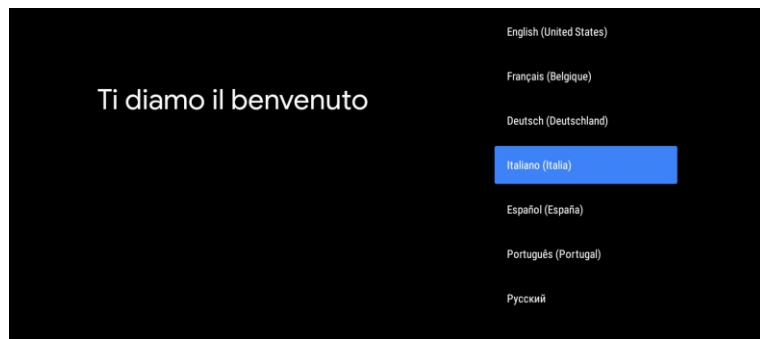 Ti diamo il benvenuto
English (United States)
Français (Belgique)
Deutsch (Deutschland)
Italiano (Italia)
Español (España)
Português (Portugal)
Русский